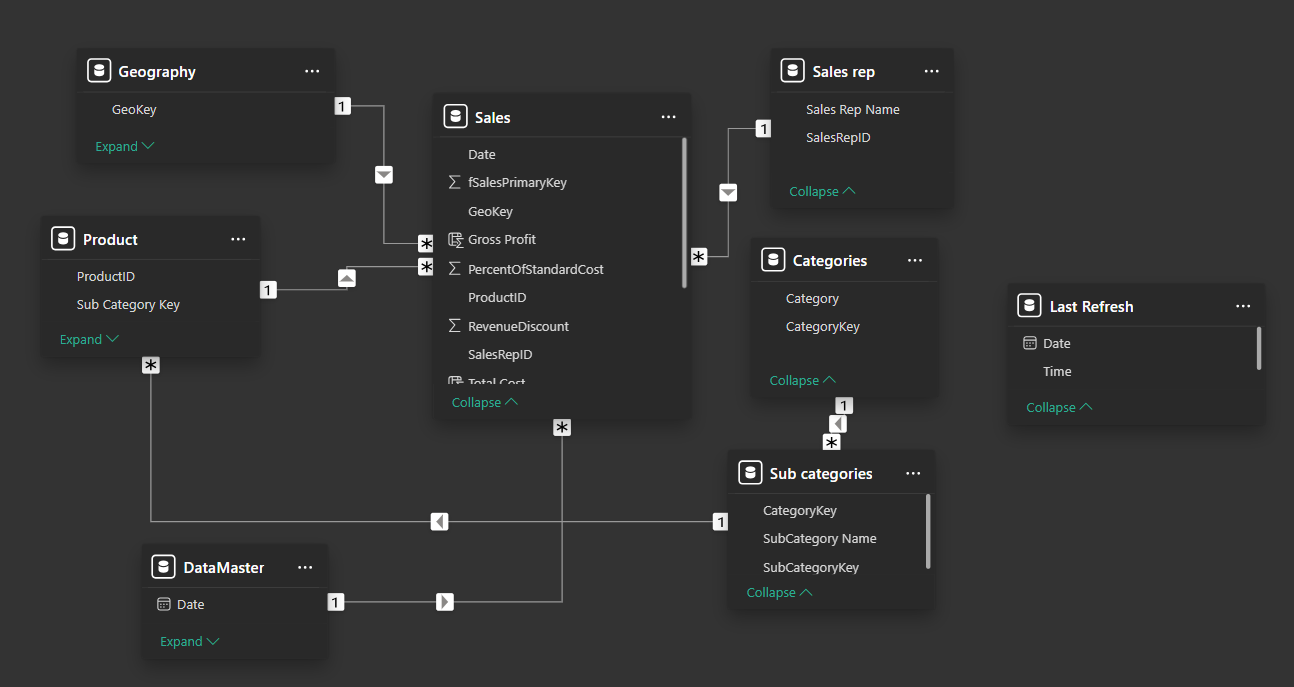 Geography
GeoKey
Expand
1
Sales
Date
fSalesPrimaryKey
GeoKey
Gross Profit
PercentOfStandardCost
ProductID
RevenueDiscount
SalesRepID
Total Cost
Collapse
*
*
*
*
Sales rep
Sales Rep Name
SalesRepID
Collapse
1
Product
ProductID
Sub Category Key
Expand
1
*
Categories
Category
CategoryKey
Collapse
1
*
Last Refresh
Date
Time
Collapse
Sub categories
CategoryKey
SubCategory Name
SubCategoryKey
Collapse
1
DataMaster
Date
Expand
1